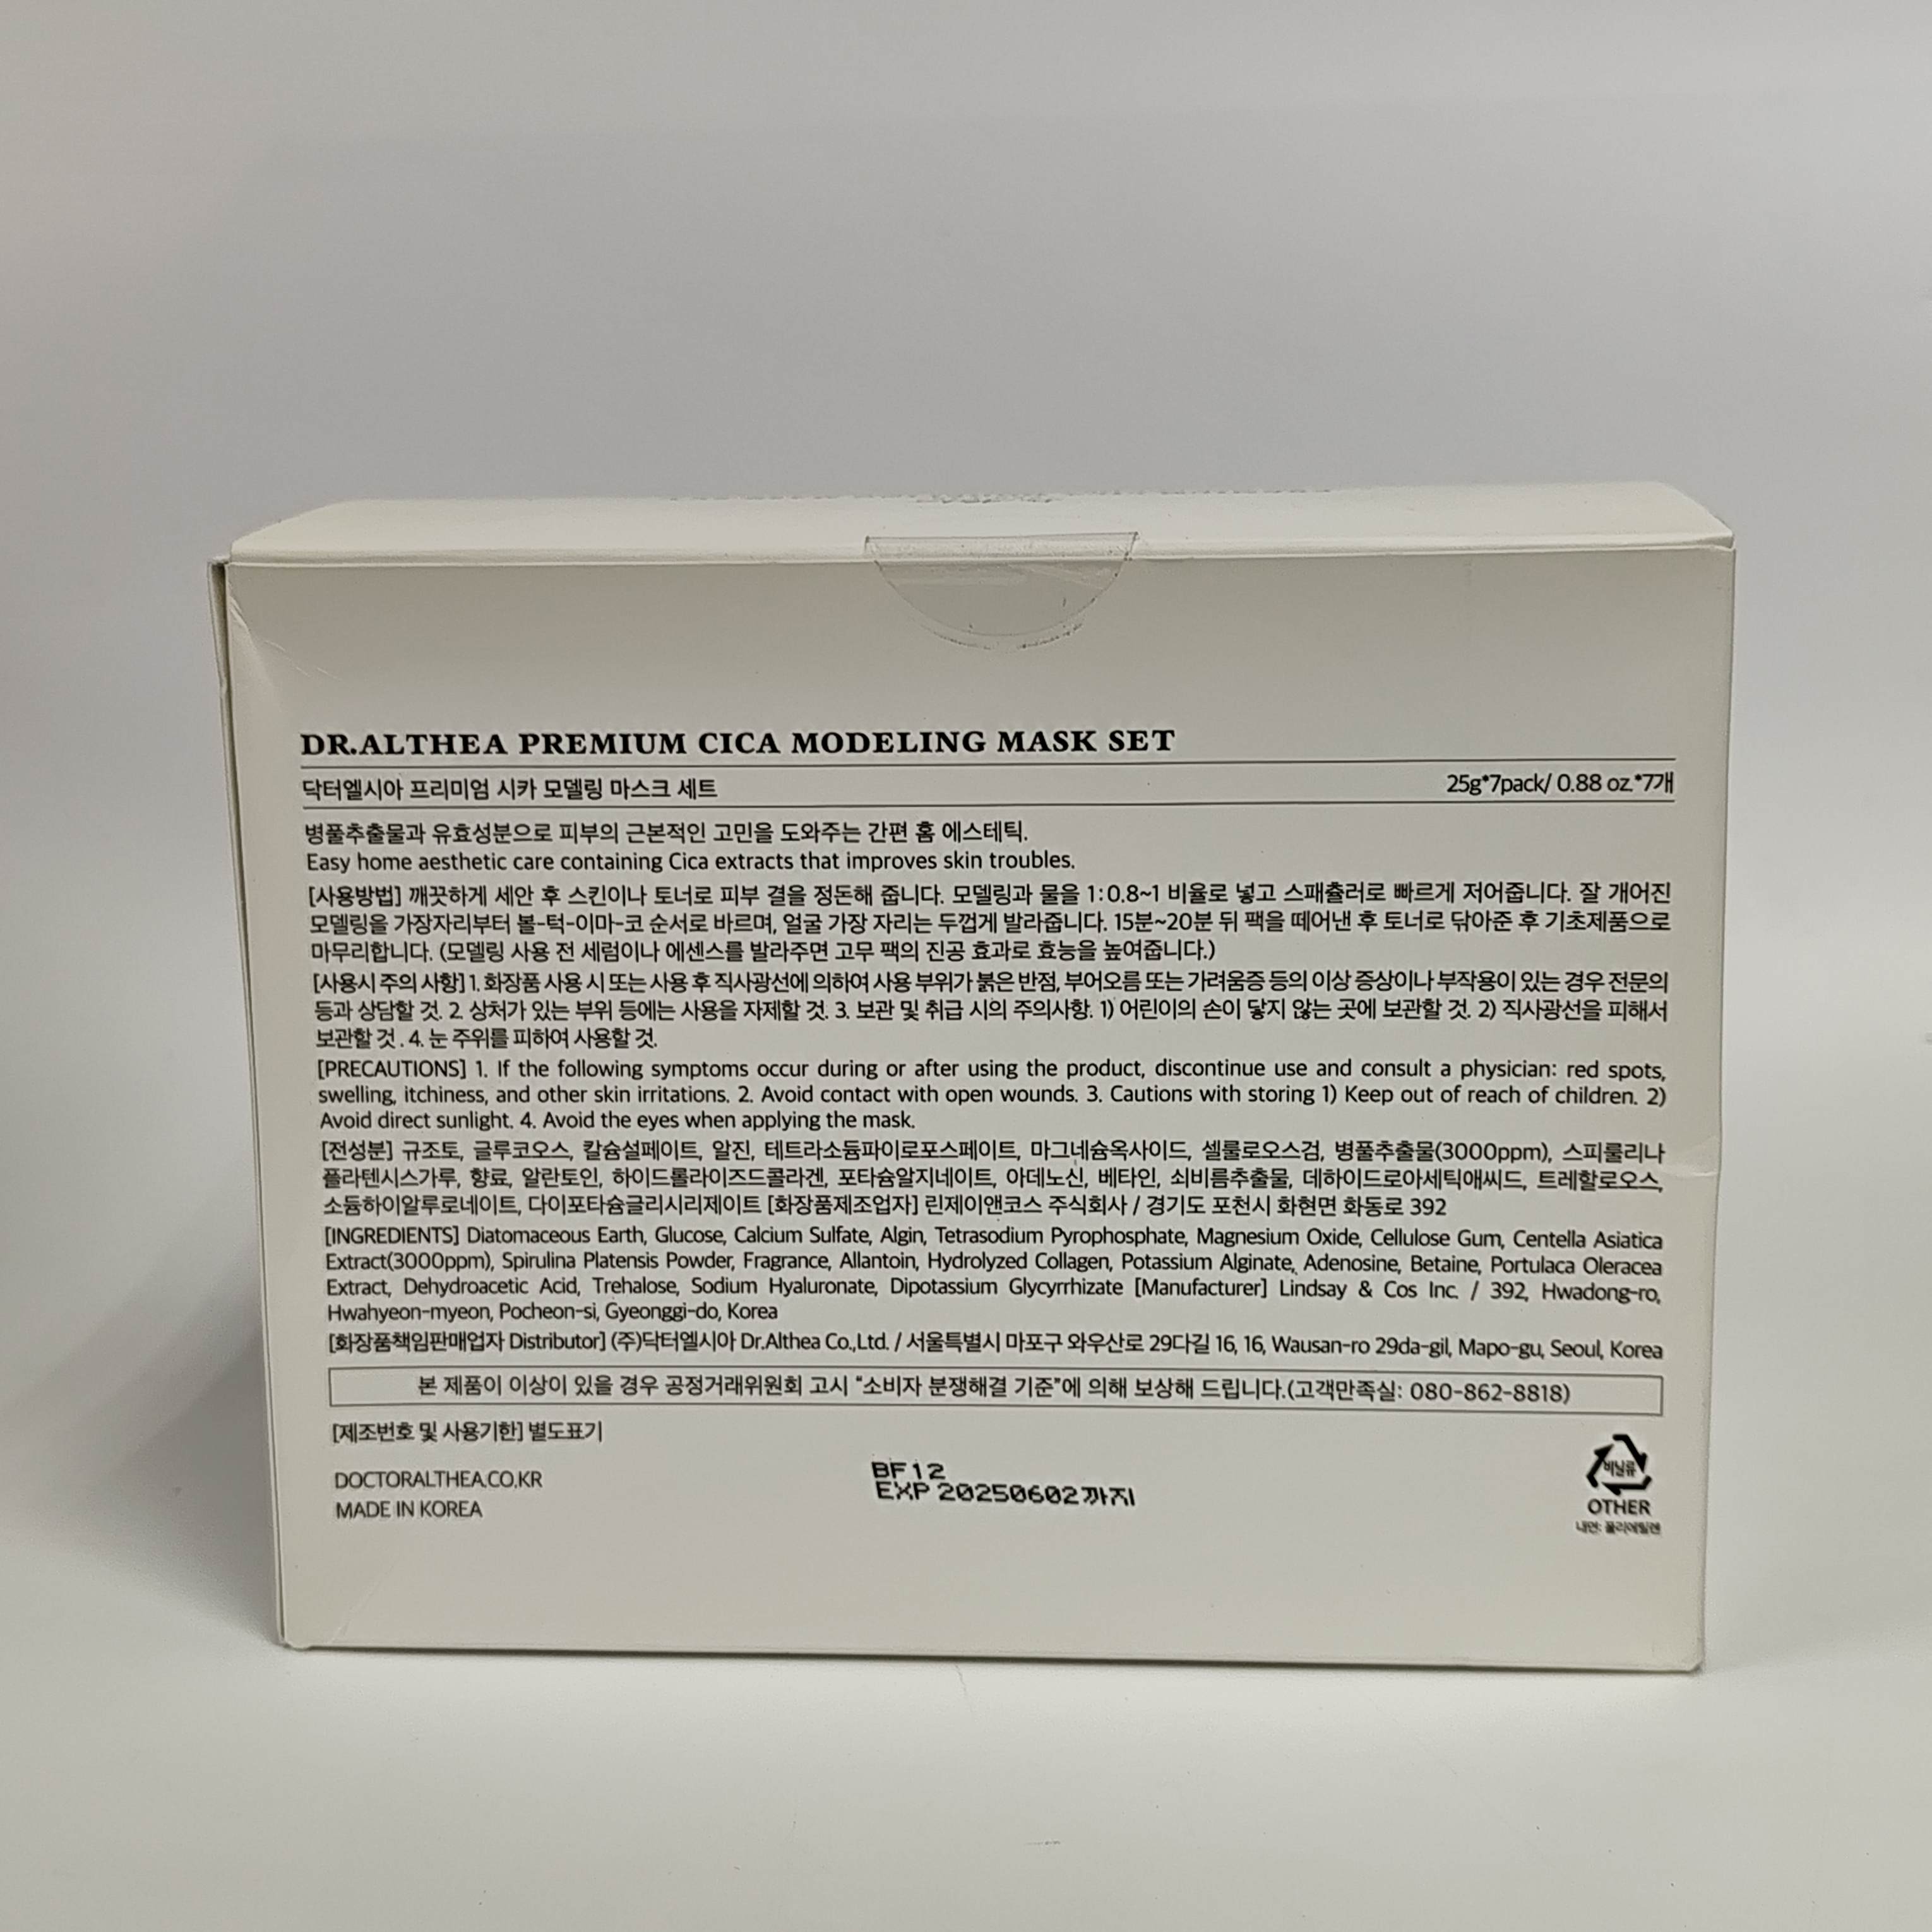 DR.ALTHEA PREMIUM CICA MODELING MASK SET
닥터엘시아 프리미엄 시카 모델링 마스크 세트 25g*7pack/ 0.88 oz.*7개
병풀추출물과 유효성분으로 피부의 근본적인 고민을 도와주는 간편 홈 에스테틱.
Easy home aesthetic care containing Cica extracts that improves skin troubles.
[사용방법] 깨끗하게 세안 후 스킨이나 토너로 피부 결을 정돈해 줍니다. 모델링과 물을 1:0.8~1 비율로 넣고 스패츌러로 빠르게 저어줍니다. 잘 개어진
모델링을 가장자리부터 볼-턱-이마-코 순서로 바르며, 얼굴 가장 자리는 두껍게 발라줍니다. 15분~20분 뒤 팩을 떼어낸 후 토너로 닦아준 후 기초제품으로
마무리합니다. (모델링 사용 전 세럼이나 에센스를 발라주면 고무 팩의 진공 효과로 효능을 높여줍니다.)
[사용시 주의 사항] 1. 화장품 사용 시 또는 사용 후 직사광선에 의하여 사용 부위가 붉은 반점, 부어오름 또는 가려움증 등의 이상 증상이나 부작용이 있는 경우 전문의
등과 상담할 것. 2. 상처가 있는 부위 등에는 사용을 자제할 것. 3. 보관 및 취급 시의 주의사항. 1) 어린이의 손이 닿지 않는 곳에 보관할 것. 2) 직사광선을 피해서
보관할 것 . 4. 눈 주위를 피하여 사용할 것.
[PRECAUTIONS] 1. If the following symptoms occur during or after using the product, discontinue use and consult a physician: red spots,
swelling, itchiness, and other skin irritations. 2. Avoid contact with open wounds. 3. Cautions with storing 1) Keep out of reach of children. 2)
Avoid direct sunlight. 4. Avoid the eyes when applying the mask.
[전성분] 규조토, 글루코오스, 칼슘설페이트, 알진, 테트라소듐파이로포스페이트, 마그네슘옥사이드, 셀룰로오스검, 병풀추출물(3000ppm), 스피룰리나
플라텐시스가루, 향료, 알란토인, 하이드롤라이즈드콜라겐, 포타슘알지네이트, 아데노신, 베타인, 쇠비름추출물, 데하이드로아세틱애씨드, 트레할로오스,
소듐하이알루로네이트, 다이포타슘글리시리제이트 [화장품제조업자] 린제이앤코스 주식회사 / 경기도 포천시 화현면 화동로 392
[INGREDIENTS] Diatomaceous Earth, Glucose, Calcium Sulfate, Algin, Tetrasodium Pyrophosphate, Magnesium Oxide, Cellulose Gum, Centella Asiatica
Extract(3000ppm), Spirulina Platensis Powder, Fragrance, Allantoin, Hydrolyzed Collagen, Potassium Alginate, Adenosine, Betaine, Portulaca Oleracea
Extract, Dehydroacetic Acid, Trehalose, Sodium Hyaluronate, Dipotassium Glycyrrhizate [Manufacturer] Lindsay & Cos Inc. / 392, Hwadong-ro,
Hwahyeon-myeon, Pocheon-si, Gyeonggi-do, Korea
[화장품책임판매업자 Distributor] (주)닥터엘시아 Dr.Althea Co.,Ltd. / 서울특별시 마포구 와우산로 29다길 16, 16, Wausan-ro 29da-gil, Mapo-gu, Seoul, Korea
본 제품이 이상이 있을 경우 공정거래위원회 고시 "소비자 분쟁해결 기준"에 의해 보상해 드립니다.(고객만족실: 080-862-8818)
[제조번호 및 사용기한] 별도표기
DOCTORALTHEA.CO.KR
MADE IN KOREA
BF12
EXP 20250602까지
비닐류
OTHER
내면: 폴리에틸렌